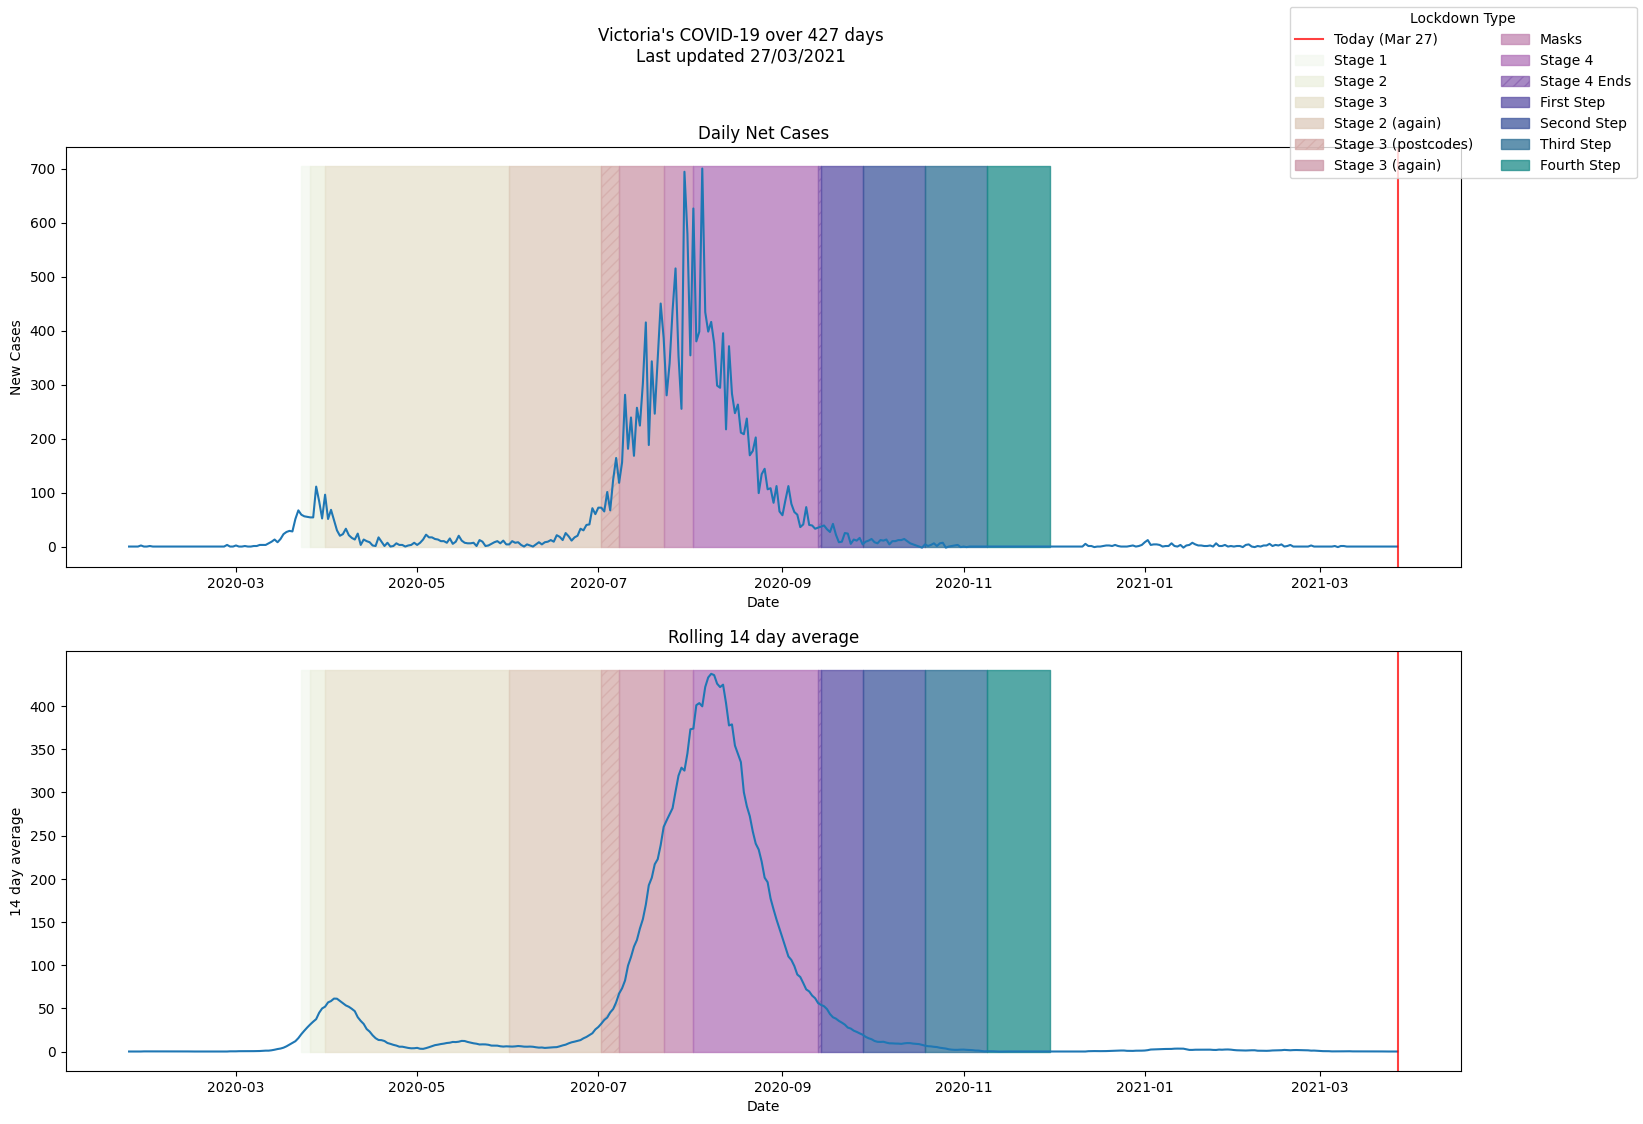 Victoria's COVID-19 over 427 days
Last updated 27/03/2021
Lockdown Type
Today (Mar 27)
Stage 1
Stage 2
Stage 3
Stage 2 (again)
Stage 3 (postcodes)
Stage 3 (again)
Masks
Stage 4
Stage 4 Ends
First Step
Second Step
Third Step
Fourth Step
Daily Net Cases
New Cases
700
600
500
400
300
200
100
0
2020-03 2020-05 2020-07 2020-09 2020-11 2021-01 2021-03
Date
Rolling 14 day average
14 day average
400
350
300
250
200
150
100
50
0
2020-03 2020-05 2020-07 2020-09 2020-11 2021-01 2021-03
Date